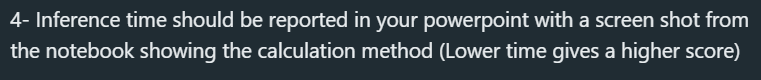 4- Inference time should be reported in your powerpoint with a screen shot from
the notebook showing the calculation method (Lower time gives a higher score)